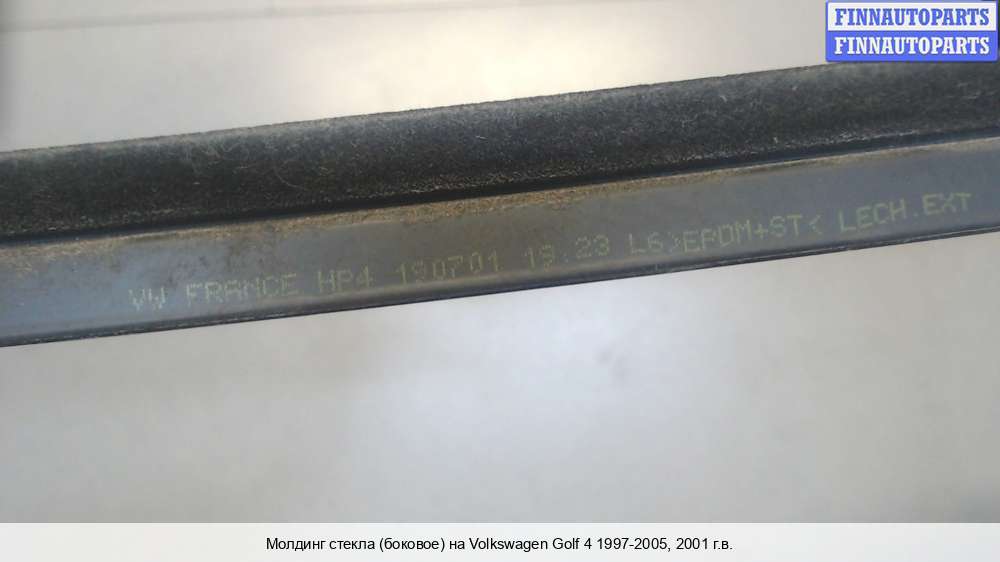 FINNAUTOPARTS
FINNAUTOPARTS
VW FRANCE HP4 190701 19:23 L6>EPDM+ST< LECH.EXT
Молдинг стекла (боковое) на Volkswagen Golf 4 1997-2005, 2001 г.в.